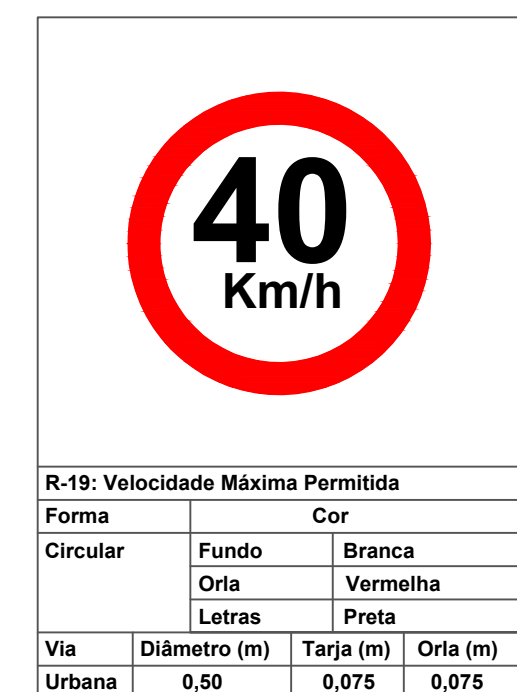 40
Km/h
R-19: Velocidade Máxima Permitida
Forma Cor
Circular Fundo Branca
Orla Vermelha
Letras Preta
Via Diâmetro (m) Tarja (m) Orla (m)
Urbana 0,50 0,075 0,075